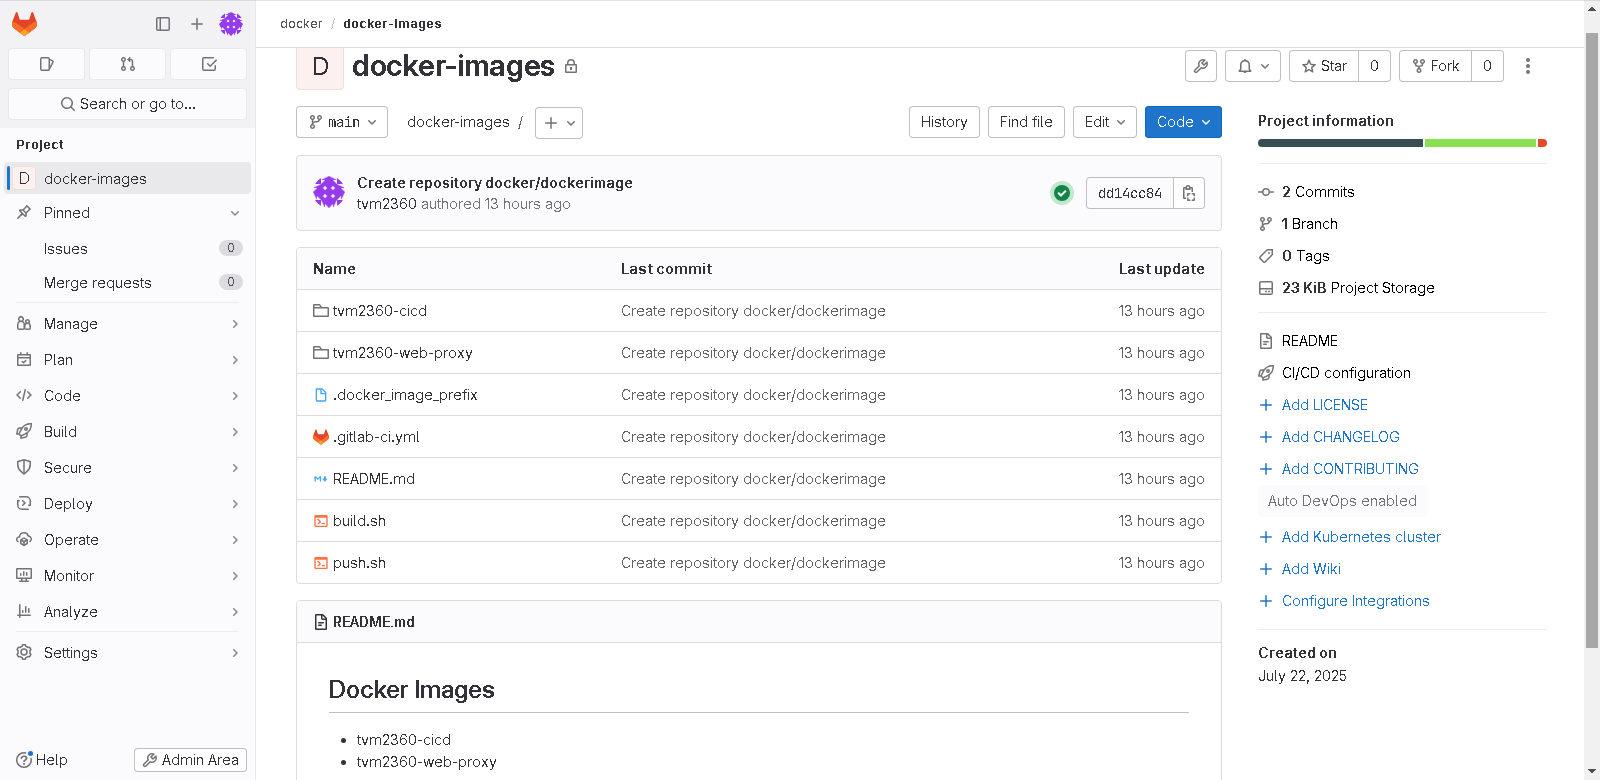 docker / docker-images
D docker-images
Star 0
Fork 0
Search or go to...
Project
D docker-images
Pinned
Issues 0
Merge requests 0
Manage
Plan
Code
Build
Secure
Deploy
Operate
Monitor
Analyze
Settings
Help
Admin Area
main
docker-images /
History
Find file
Edit
Code
Create repository docker/dockerimage
tvm2360 authored 13 hours ago
dd14cc84
Name Last commit Last update
tvm2360-cicd Create repository docker/dockerimage 13 hours ago
tvm2360-web-proxy Create repository docker/dockerimage 13 hours ago
.docker_image_prefix Create repository docker/dockerimage 13 hours ago
.gitlab-ci.yml Create repository docker/dockerimage 13 hours ago
README.md Create repository docker/dockerimage 13 hours ago
build.sh Create repository docker/dockerimage 13 hours ago
push.sh Create repository docker/dockerimage 13 hours ago
README.md
Docker Images
• tvm2360-cicd
• tvm2360-web-proxy
Project information
2 Commits
1 Branch
0 Tags
23 KiB Project Storage
README
CI/CD configuration
Add LICENSE
Add CHANGELOG
Add CONTRIBUTING
Auto DevOps enabled
Add Kubernetes cluster
Add Wiki
Configure Integrations
Created on
July 22, 2025